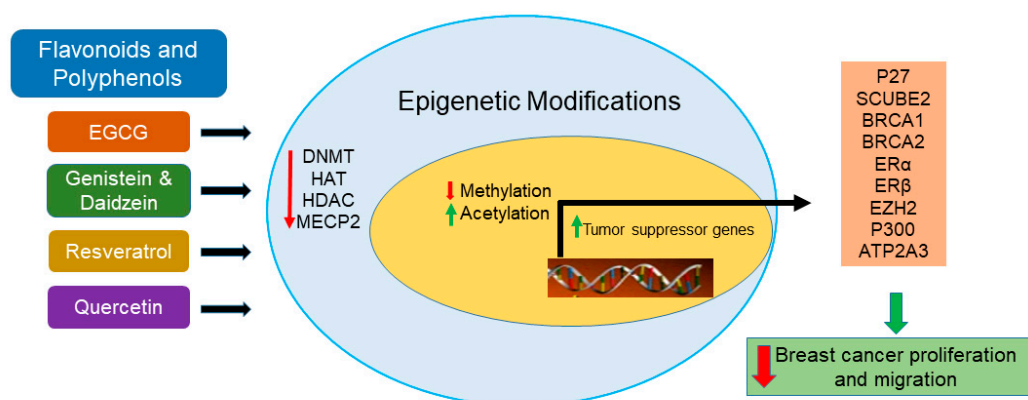 Flavonoids and
Polyphenols
EGCG
Genistein &
Daidzein
Resveratrol
Quercetin
Epigenetic Modifications
DNMT
HAT
HDAC
MECP2
Methylation
Acetylation
Tumor suppressor genes
P27
SCUBE2
BRCA1
BRCA2
ERα
ERβ
EZH2
P300
ATP2A3
Breast cancer proliferation
and migration